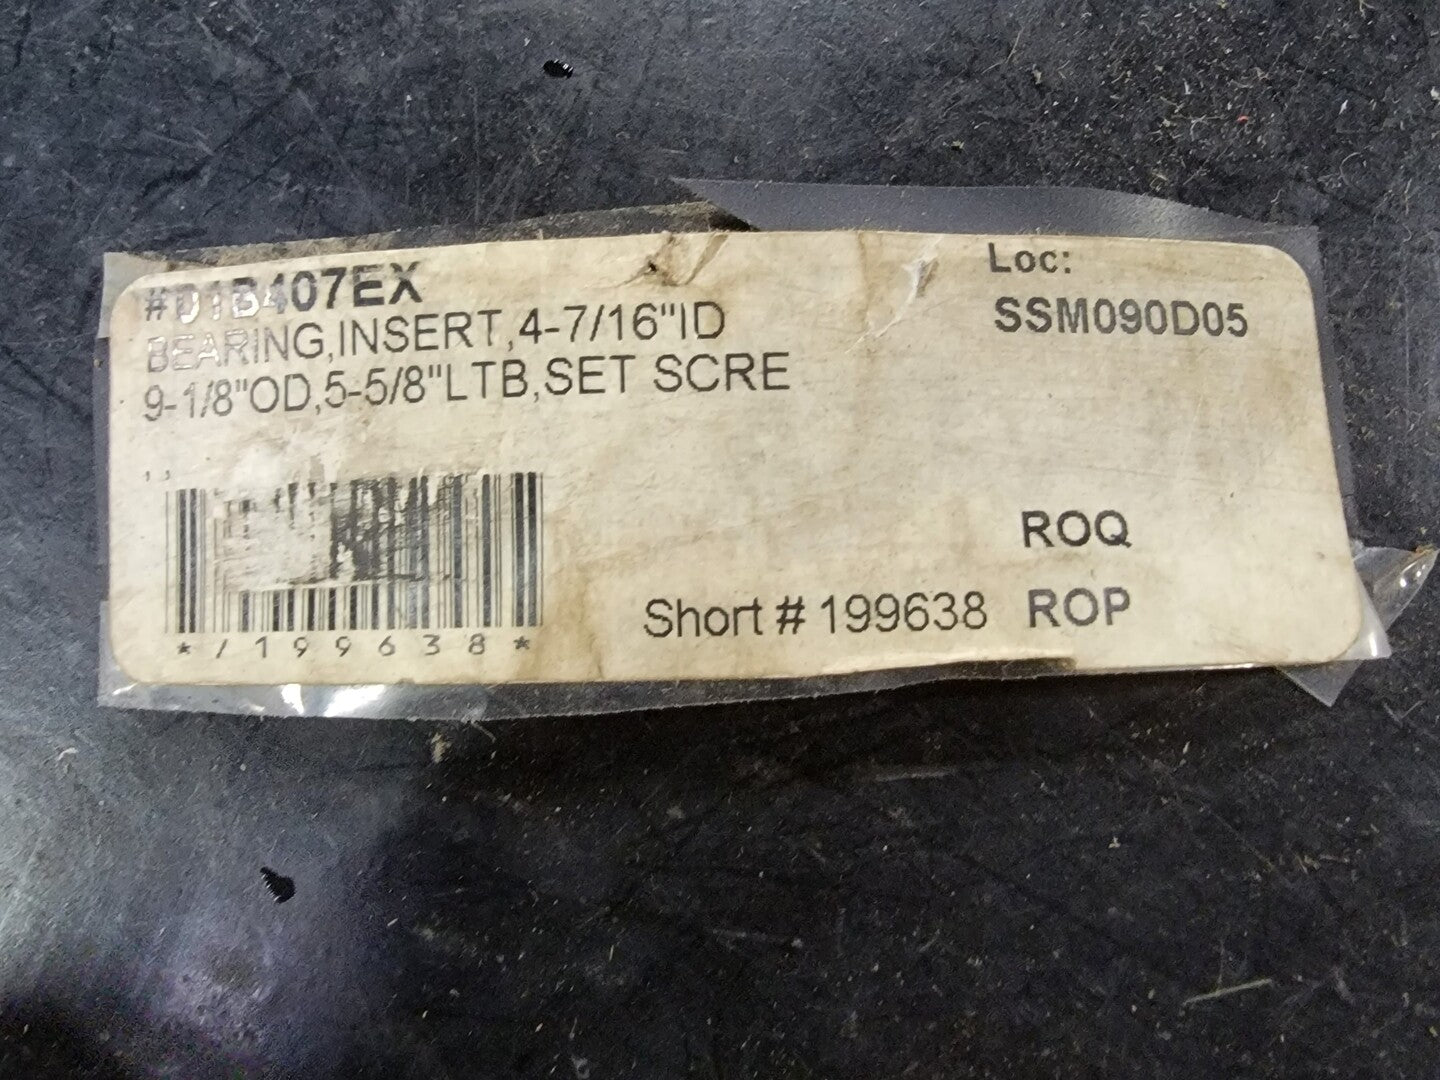 #D1B407EX
BEARING,INSERT,4-7/16"ID
9-1/8"OD,5-5/8"LTB,SET SCRE
Loc:
SSM090D05
*/199638*
Short # 199638
ROQ
ROP